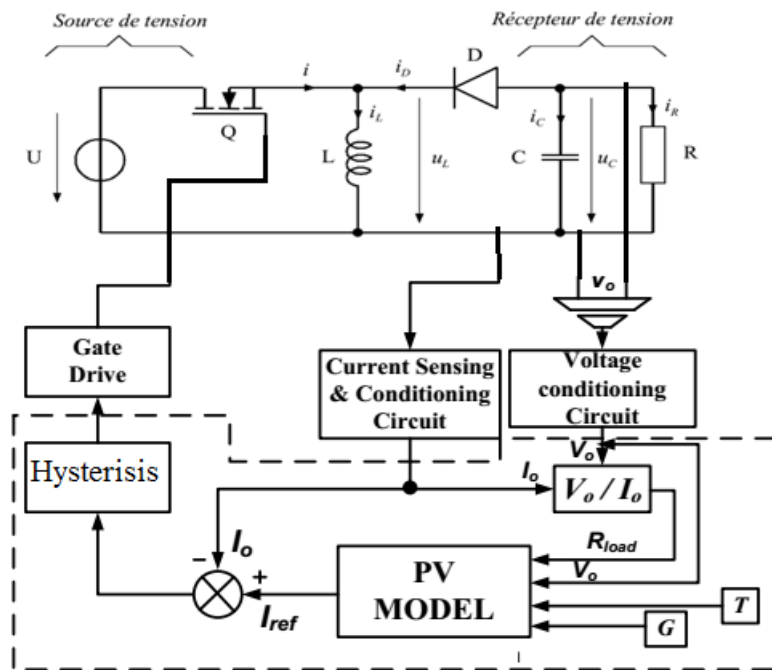 Source de tension
Récepteur de tension
D
i
i_D
Q
i_L
i_C
i_R
U
L
u_L
C
u_C
R
v_o
Gate
Drive
Current Sensing
& Conditioning
Circuit
Voltage
conditioning
Circuit
Hysterisis
V_o
I_o
V_o / I_o
− I_o
R_load
V_o
PV
MODEL
+
I_ref
T
G